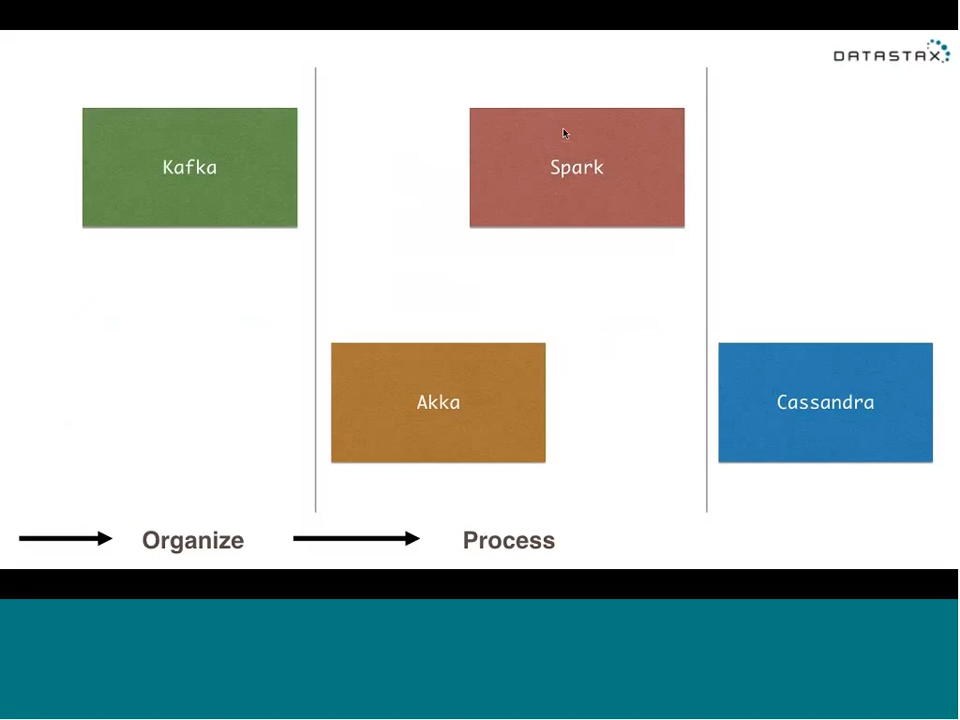 DATASTAX
Kafka
Spark
Akka
Cassandra
Organize
Process